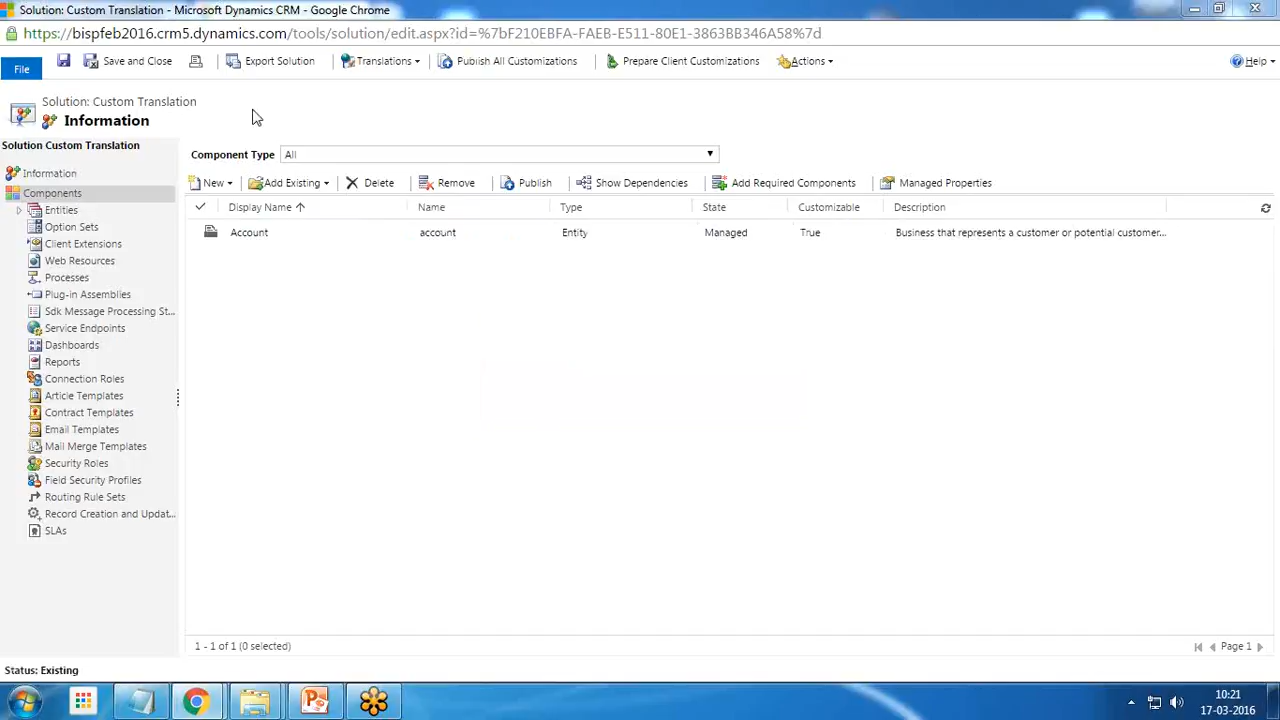 Solution: Custom Translation - Microsoft Dynamics CRM - Google Chrome
https://bispfeb2016.crm5.dynamics.com/tools/solution/edit.aspx?id=%7bF210EBFA-FAEB-E511-80E1-3863BB346A58%7d
File Save and Close Export Solution Translations Publish All Customizations Prepare Client Customizations Actions Help
Solution: Custom Translation
Information
Solution Custom Translation
Information
Components
Entities
Option Sets
Client Extensions
Web Resources
Processes
Plug-in Assemblies
Sdk Message Processing St...
Service Endpoints
Dashboards
Reports
Connection Roles
Article Templates
Contract Templates
Email Templates
Mail Merge Templates
Security Roles
Field Security Profiles
Routing Rule Sets
Record Creation and Updat...
SLAs
Component Type All
New Add Existing Delete Remove Publish Show Dependencies Add Required Components Managed Properties
Display Name Name Type State Customizable Description
Account account Entity Managed True Business that represents a customer or potential customer...
1 - 1 of 1 (0 selected) Page 1
Status: Existing
10:21
17-03-2016